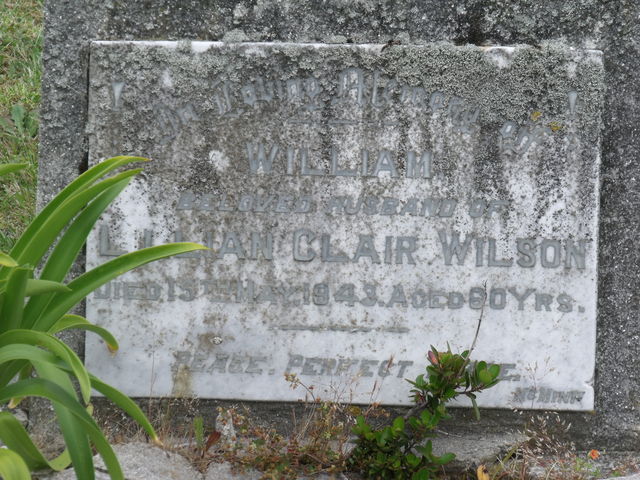 In Loving Memory of
WILLIAM
BELOVED HUSBAND OF
LILLIAN CLAIR WILSON
DIED 13TH MAY 1943. AGED 60 YRS.
PEACE. PERFECT